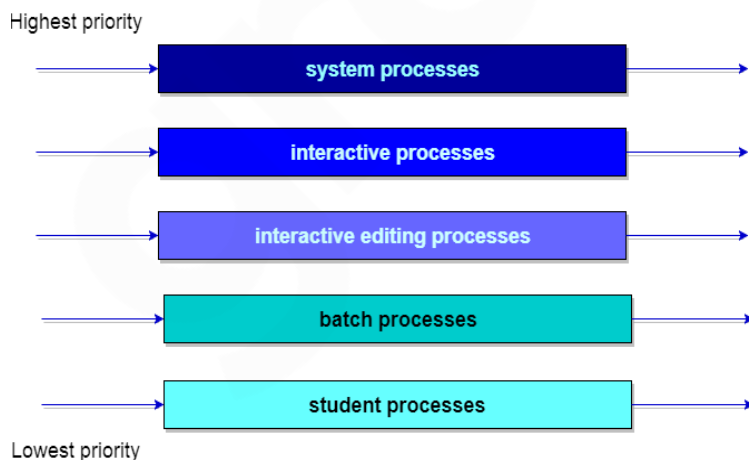 Highest priority
system processes
interactive processes
interactive editing processes
batch processes
student processes
Lowest priority